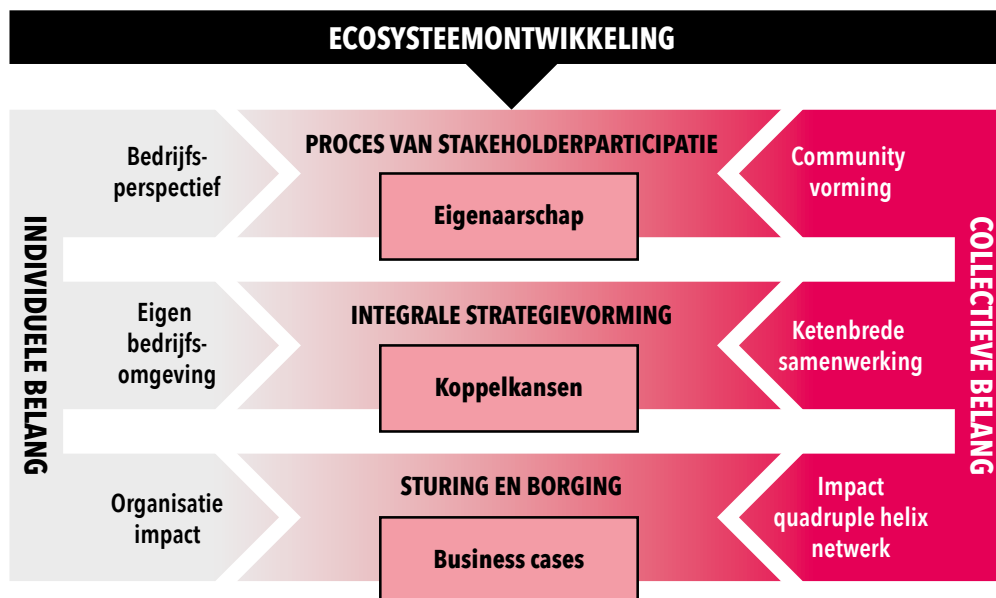 ECOSYSTEEMONTWIKKELING
INDIVIDUELE BELANG
Bedrijfs-
perspectief
PROCES VAN STAKEHOLDERPARTICIPATIE
Eigenaarschap
Community
vorming
Eigen
bedrijfs-
omgeving
INTEGRALE STRATEGIEVORMING
Koppelkansen
Ketenbrede
samenwerking
Organisatie
impact
STURING EN BORGING
Business cases
Impact
quadruple helix
netwerk
COLLECTIEVE BELANG